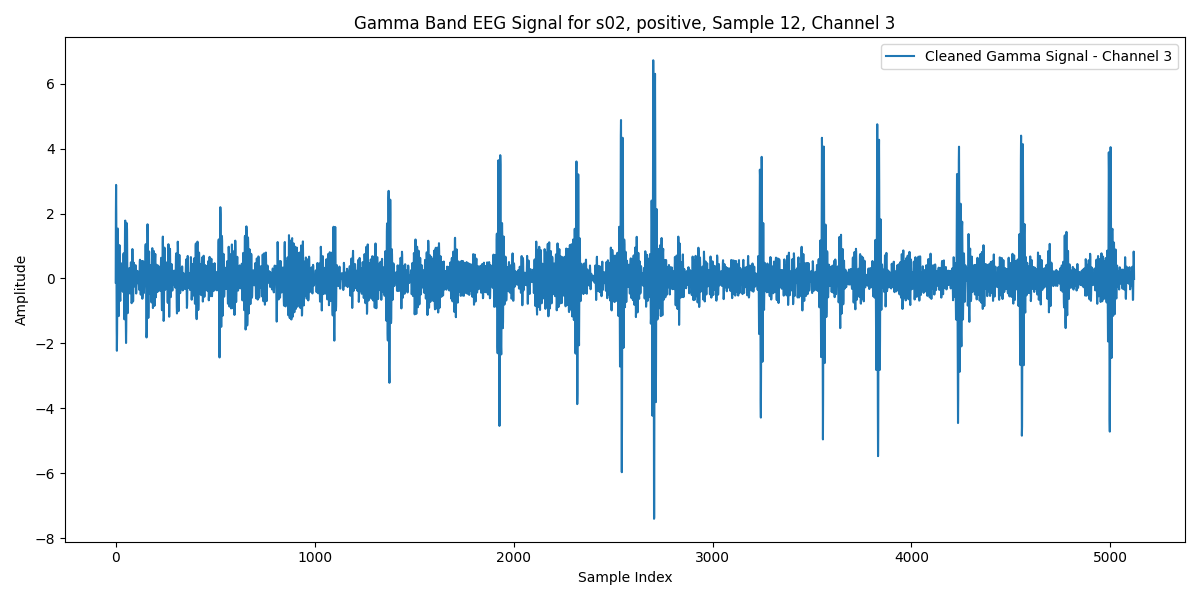 Gamma Band EEG Signal for s02, positive, Sample 12, Channel 3
Cleaned Gamma Signal - Channel 3
6
4
2
0
−2
−4
−6
−8
Amplitude
0 1000 2000 3000 4000 5000
Sample Index